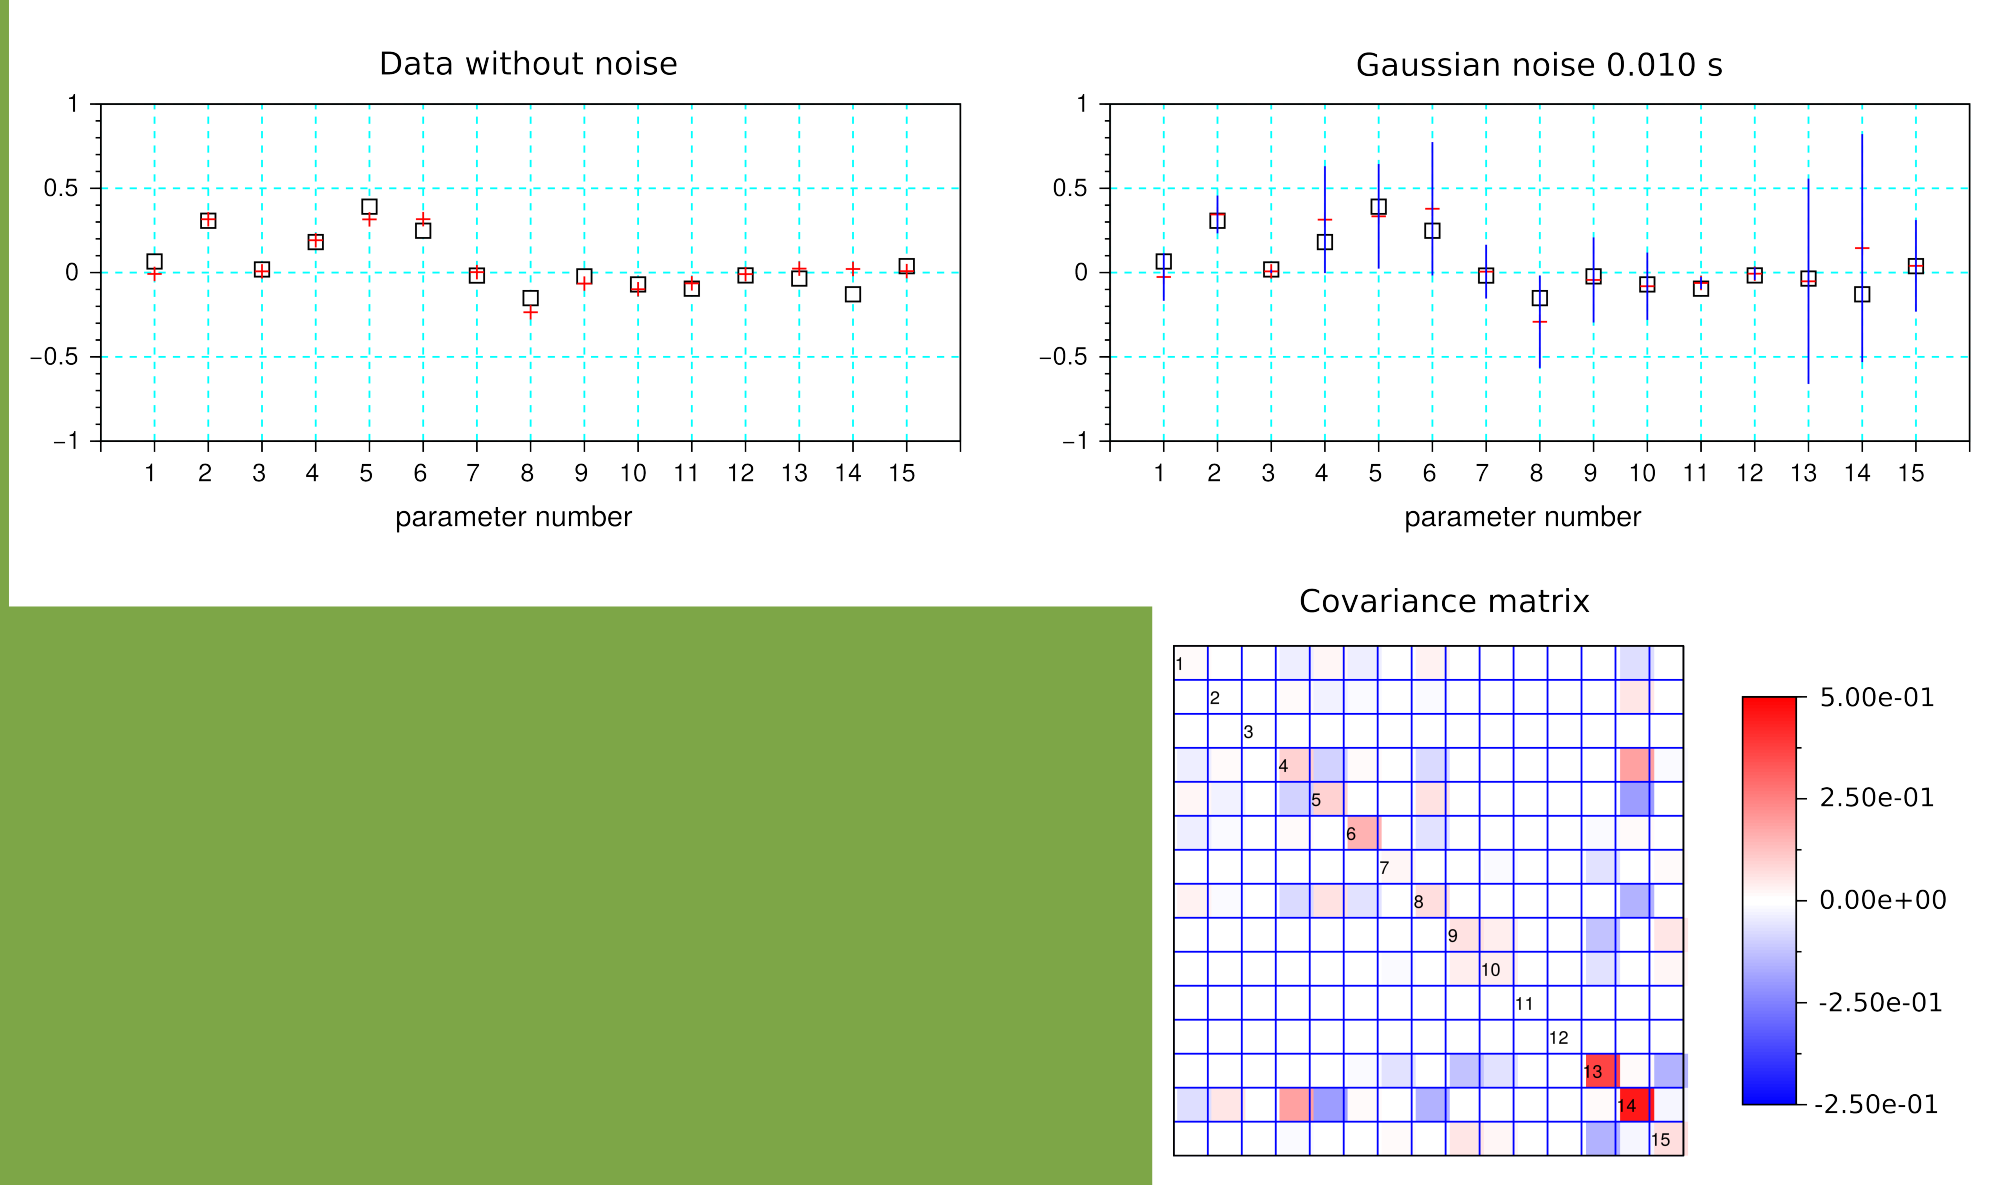 Data without noise
1
0.5
0
−0.5
−1
1 2 3 4 5 6 7 8 9 10 11 12 13 14 15
parameter number
Gaussian noise 0.010 s
1
0.5
0
−0.5
−1
1 2 3 4 5 6 7 8 9 10 11 12 13 14 15
parameter number
Covariance matrix
1
2
3
4
5
6
7
8
9
10
11
12
13
14
15
5.00e-01
2.50e-01
0.00e+00
-2.50e-01
-2.50e-01